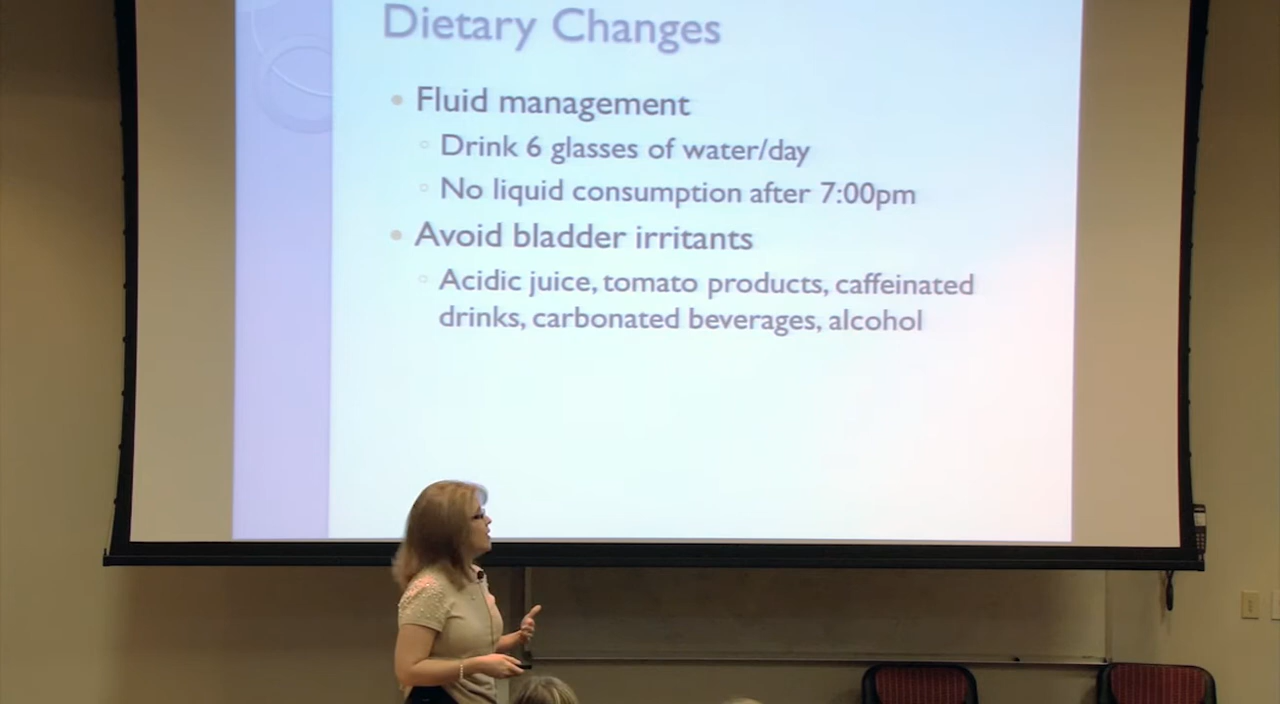 Dietary Changes
Fluid management
Drink 6 glasses of water/day
No liquid consumption after 7:00pm
Avoid bladder irritants
Acidic juice, tomato products, caffeinated
drinks, carbonated beverages, alcohol